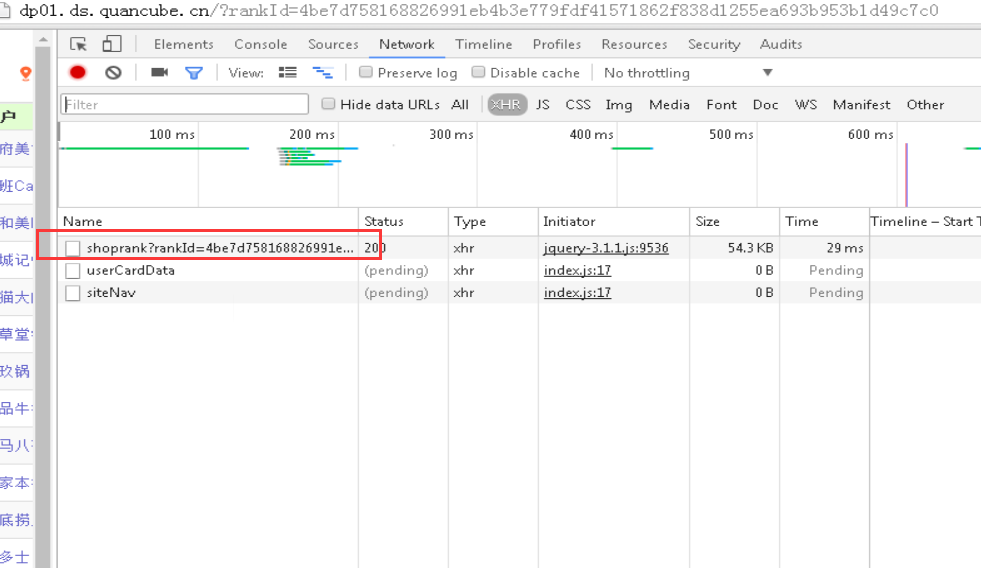 dp01.ds.quancube.cn/?rankId=4be7d758168826991eb4b3e779fdf41571862f838d1255ea693b953b1d49c7c0
Elements Console Sources Network Timeline Profiles Resources Security Audits
View: Preserve log Disable cache No throttling
Filter Hide data URLs All XHR JS CSS Img Media Font Doc WS Manifest Other
户
100 ms 200 ms 300 ms 400 ms 500 ms 600 ms
府美
班Ca
Name Status Type Initiator Size Time Timeline – Start T
和美
shoprank?rankId=4be7d758168826991e... 200 xhr jquery-3.1.1.js:9536 54.3 KB 29 ms
城记
userCardData (pending) xhr index.js:17 0 B Pending
siteNav (pending) xhr index.js:17 0 B Pending
猫大
草堂
玖锅
品牛
马八
家本
底捞
多士